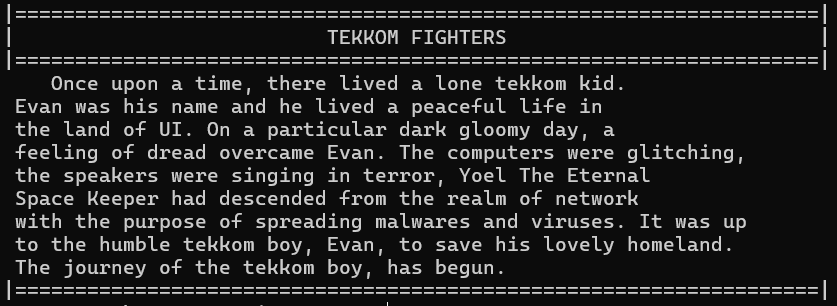 |===================================================================|
| TEKKOM FIGHTERS |
|===================================================================|
Once upon a time, there lived a lone tekkom kid.
Evan was his name and he lived a peaceful life in
the land of UI. On a particular dark gloomy day, a
feeling of dread overcame Evan. The computers were glitching,
the speakers were singing in terror, Yoel The Eternal
Space Keeper had descended from the realm of network
with the purpose of spreading malwares and viruses. It was up
to the humble tekkom boy, Evan, to save his lovely homeland.
The journey of the tekkom boy, has begun.
|===================================================================|